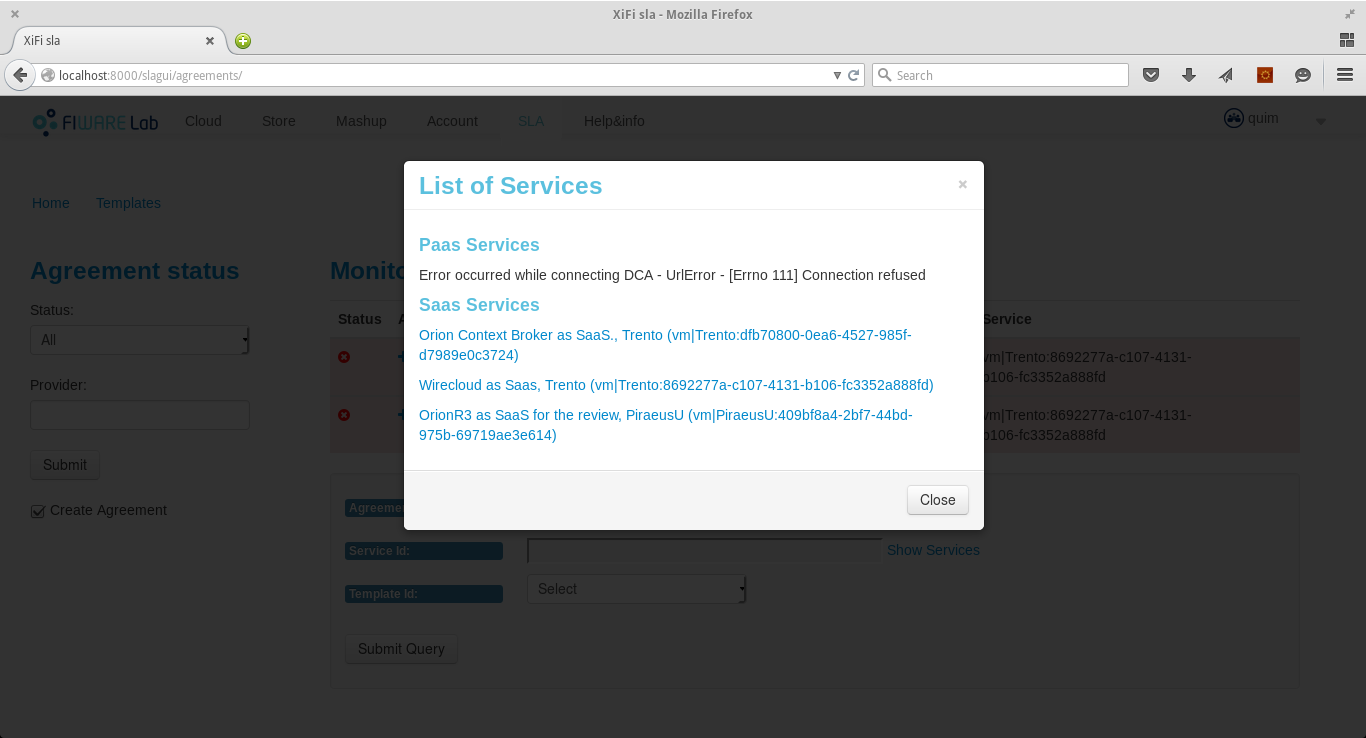 XiFi sla - Mozilla Firefox
XiFi sla
localhost:8000/slagui/agreements/
Search
FIWARE Lab
Cloud
Store
Mashup
Account
SLA
Help&info
quim
Home
Templates
List of Services
×
Paas Services
Error occurred while connecting DCA - UrlError - [Errno 111] Connection refused
Saas Services
Orion Context Broker as SaaS., Trento (vm|Trento:dfb70800-0ea6-4527-985f-
d7989e0c3724)
Wirecloud as Saas, Trento (vm|Trento:8692277a-c107-4131-b106-fc3352a888fd)
OrionR3 as SaaS for the review, PiraeusU (vm|PiraeusU:409bf8a4-2bf7-44bd-
975b-69719ae3e614)
Close
Agreement status
Status:
All
Provider:
Submit
Create Agreement
Status
Service
vm|Trento:8692277a-c107-4131-
b106-fc3352a888fd
vm|Trento:8692277a-c107-4131-
b106-fc3352a888fd
Service Id:
Show Services
Template Id:
Select
Submit Query